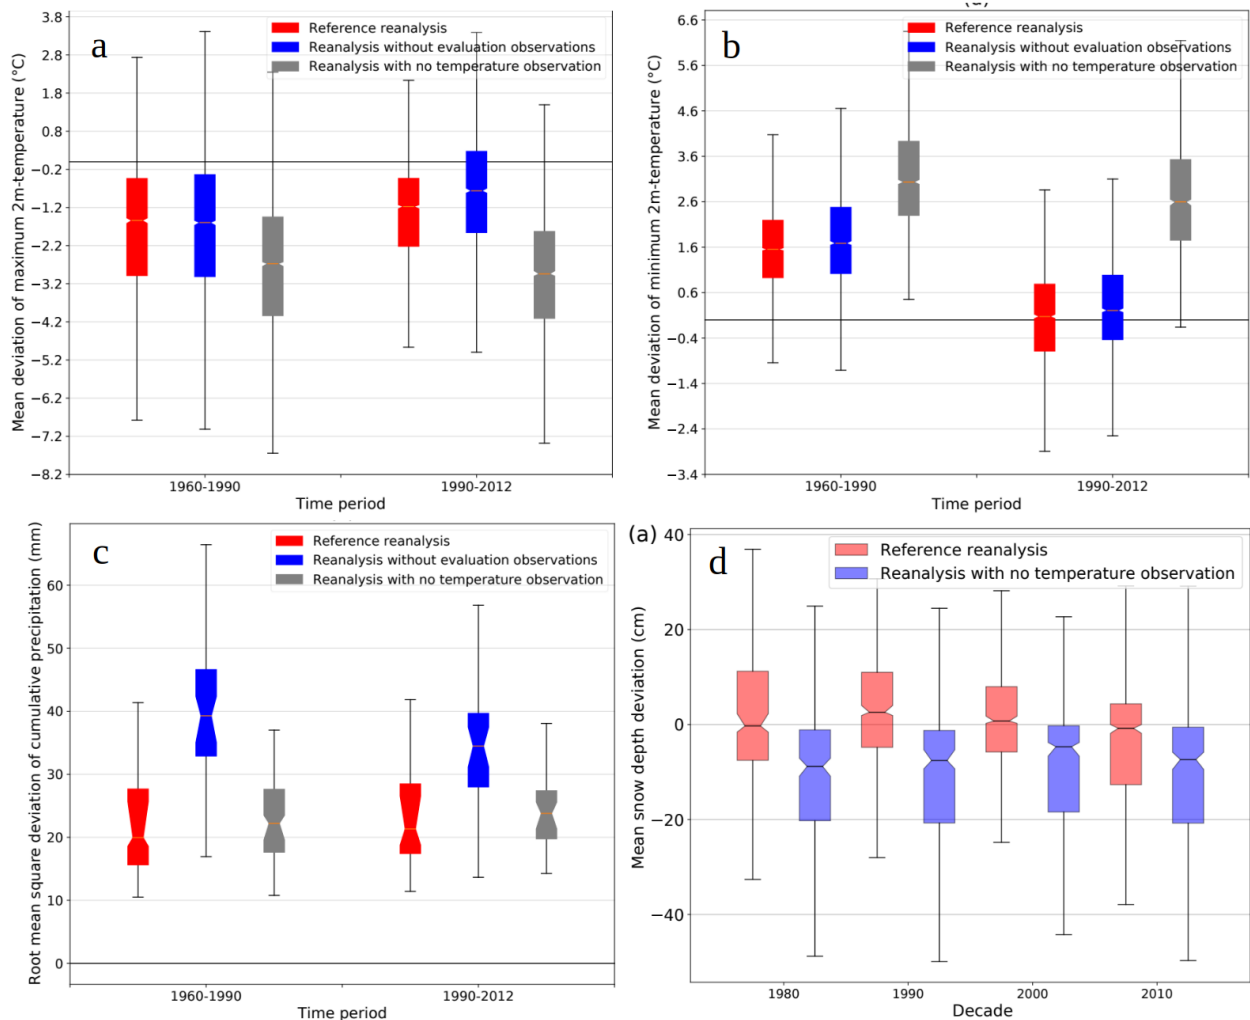 a
Reference reanalysis
Reanalysis without evaluation observations
Reanalysis with no temperature observation
Mean deviation of maximum 2m-temperature (°C)
3.8
2.8
1.8
0.8
−0.2
−1.2
−2.2
−3.2
−4.2
−5.2
−6.2
−7.2
−8.2
1960-1990
1990-2012
Time period
b
Reference reanalysis
Reanalysis without evaluation observations
Reanalysis with no temperature observation
Mean deviation of minimum 2m-temperature (°C)
6.6
5.6
4.6
3.6
2.6
1.6
0.6
−0.4
−1.4
−2.4
−3.4
1960-1990
1990-2012
Time period
c
Reference reanalysis
Reanalysis without evaluation observations
Reanalysis with no temperature observation
Root mean square deviation of cumulative precipitation (mm)
60
50
40
30
20
10
0
1960-1990
1990-2012
Time period
(a)
d
Reference reanalysis
Reanalysis with no temperature observation
Mean snow depth deviation (cm)
40
20
0
−20
−40
1980
1990
2000
2010
Decade